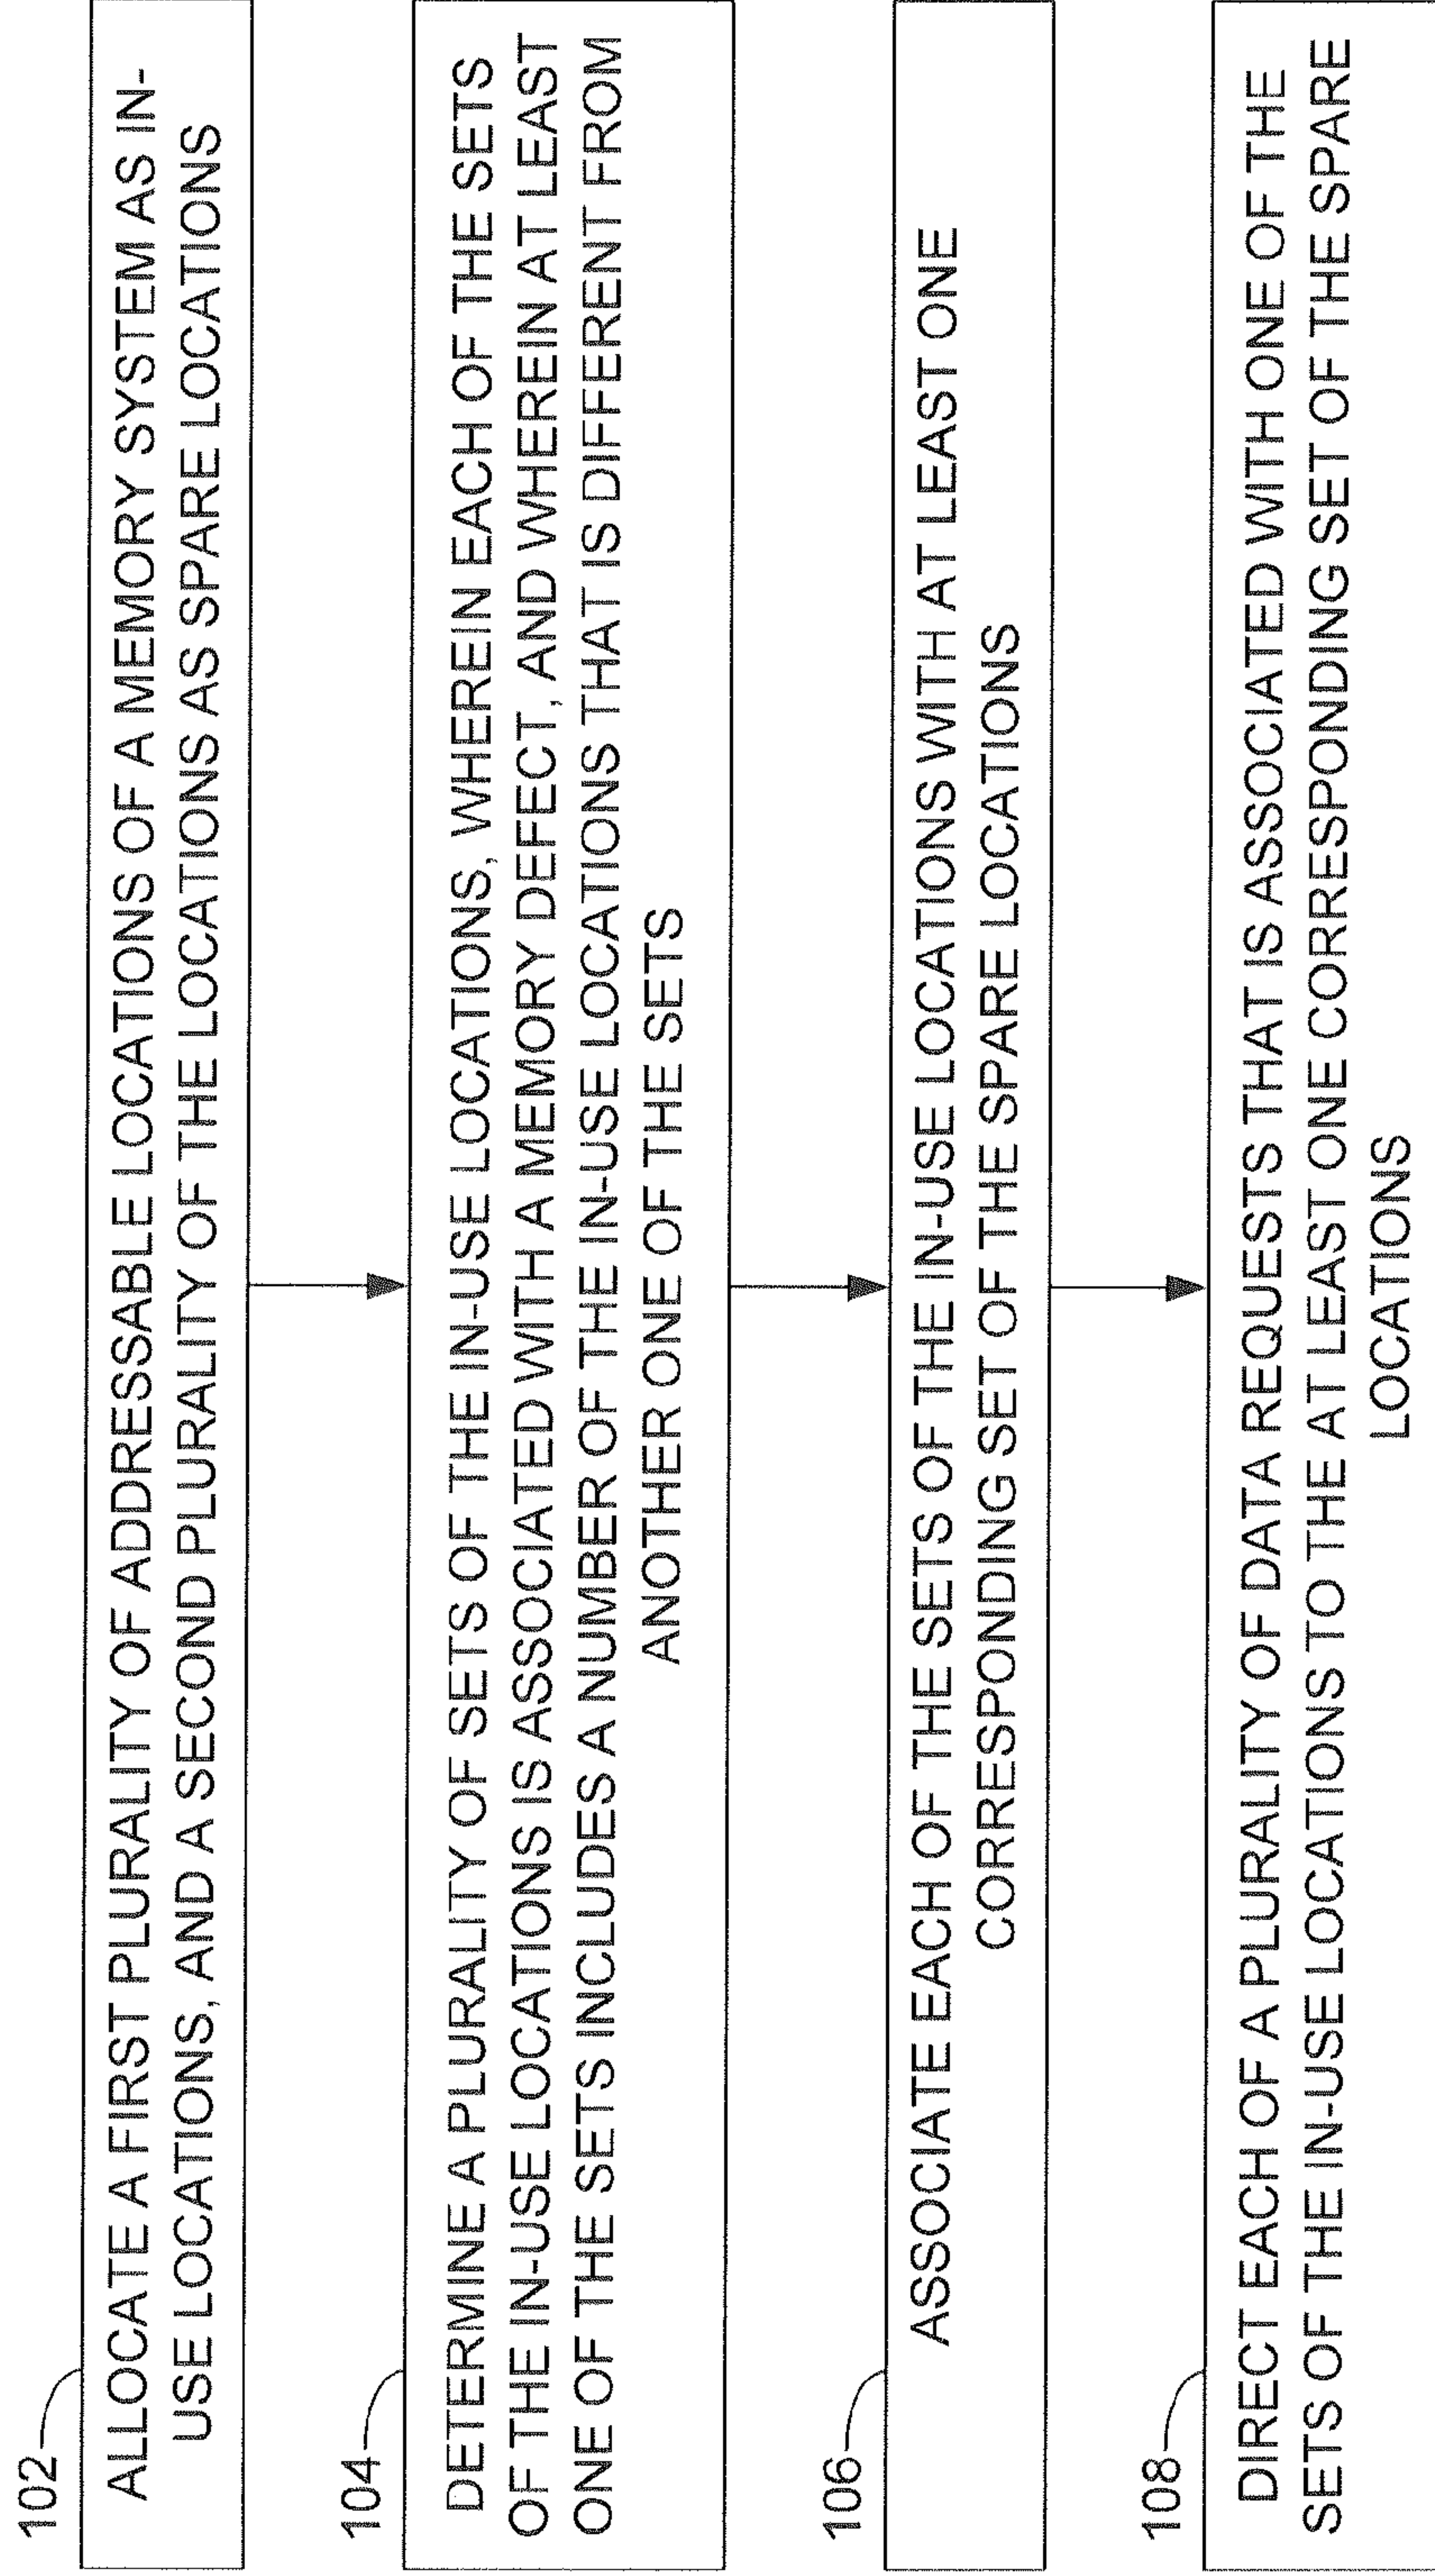 102
ALLOCATE A FIRST PLURALITY OF ADDRESSABLE LOCATIONS OF A MEMORY SYSTEM AS IN-
USE LOCATIONS, AND A SECOND PLURALITY OF THE LOCATIONS AS SPARE LOCATIONS
104
DETERMINE A PLURALITY OF SETS OF THE IN-USE LOCATIONS, WHEREIN EACH OF THE SETS
OF THE IN-USE LOCATIONS IS ASSOCIATED WITH A MEMORY DEFECT, AND WHEREIN AT LEAST
ONE OF THE SETS INCLUDES A NUMBER OF THE IN-USE LOCATIONS THAT IS DIFFERENT FROM
ANOTHER ONE OF THE SETS
106
ASSOCIATE EACH OF THE SETS OF THE IN-USE LOCATIONS WITH AT LEAST ONE
CORRESPONDING SET OF THE SPARE LOCATIONS
108
DIRECT EACH OF A PLURALITY OF DATA REQUESTS THAT IS ASSOCIATED WITH ONE OF THE
SETS OF THE IN-USE LOCATIONS TO THE AT LEAST ONE CORRESPONDING SET OF THE SPARE
LOCATIONS